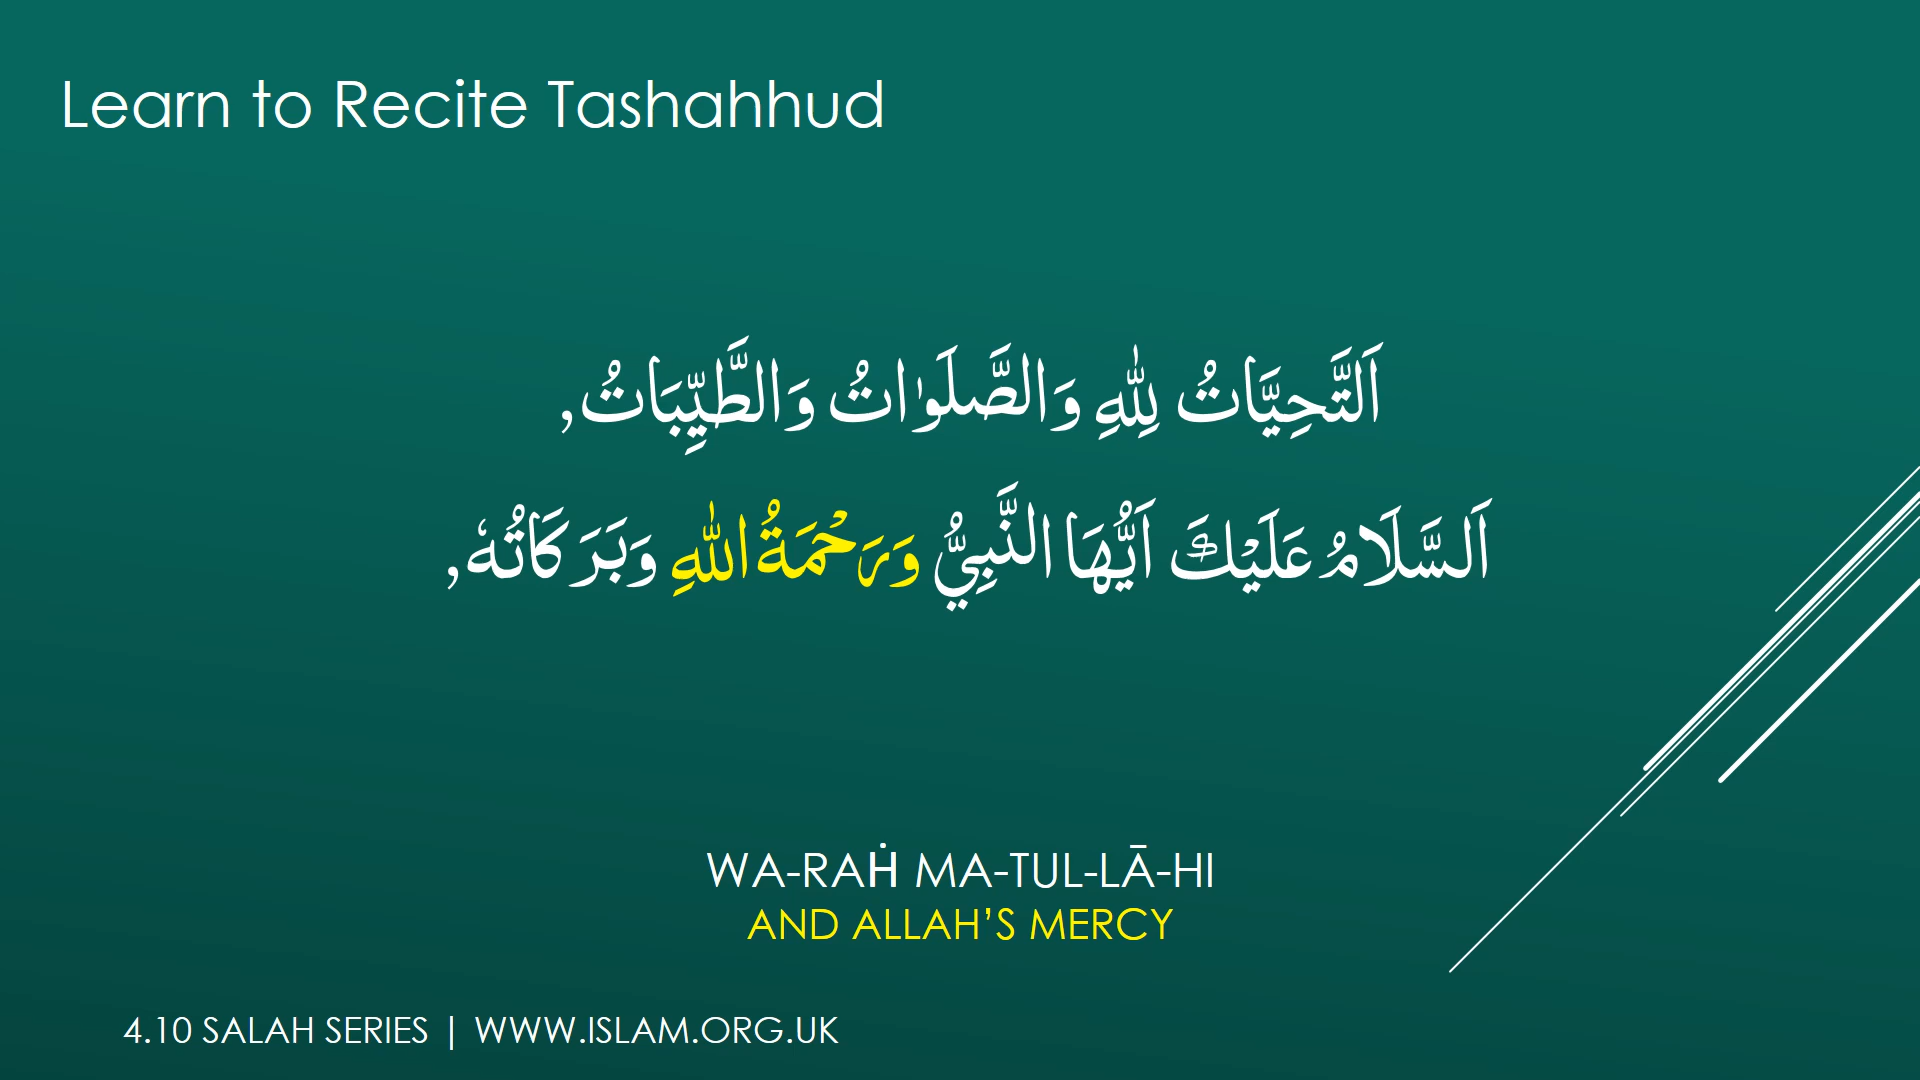 Learn to Recite Tashahhud
اَلتَّحِيَّاتُ لِلّٰهِ وَالصَّلَوٰاتُ وَالطَّيِّبَاتُ,
اَلسَّلَامُ عَلَيْكَ اَيُّهَا النَّبِيُّ وَرَحْمَةُ اللّٰهِ وَبَرَكَاتُهٗ,
WA-RAḢ MA-TUL-LĀ-HI
AND ALLAH’S MERCY
4.10 SALAH SERIES | WWW.ISLAM.ORG.UK